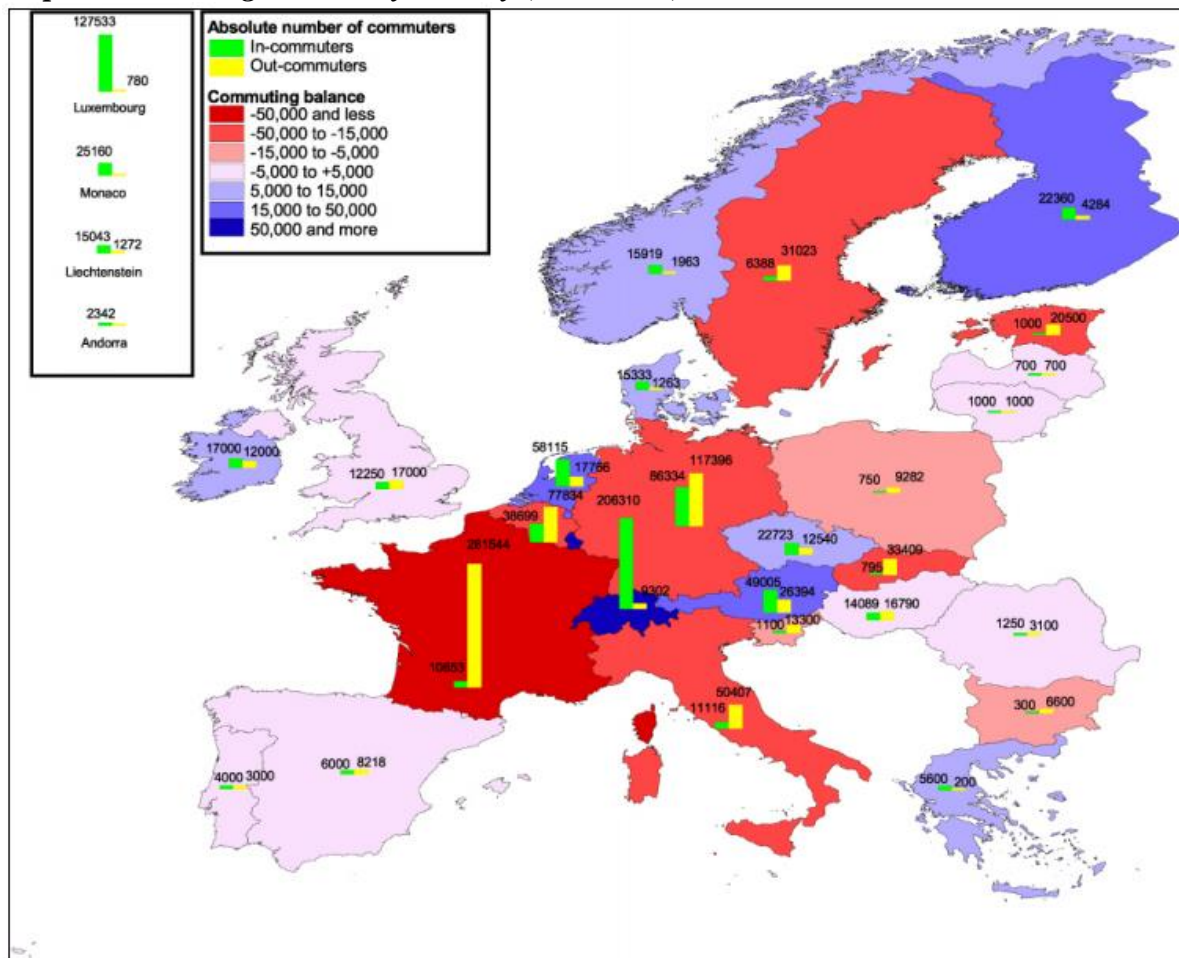 127533
780
Luxembourg
25160
Monaco
15043 1272
Liechtenstein
2342
Andorra
Absolute number of commuters
In-commuters
Out-commuters
Commuting balance
-50,000 and less
-50,000 to -15,000
-15,000 to -5,000
-5,000 to +5,000
5,000 to 15,000
15,000 to 50,000
50,000 and more
22360 4284
15919 1963
6388 31023
1000 20500
700 700
1000 1000
15333 1263
17000 12000
12250 17000
58115 17766
86334 117396
750 9282
38699 77834
206310 9302
22723 12540
795 33409
49005 26394
14089 16790
1100 13300
1250 3100
10653
11116 50407
300 6600
6000 8218
4000 3000
5600 200